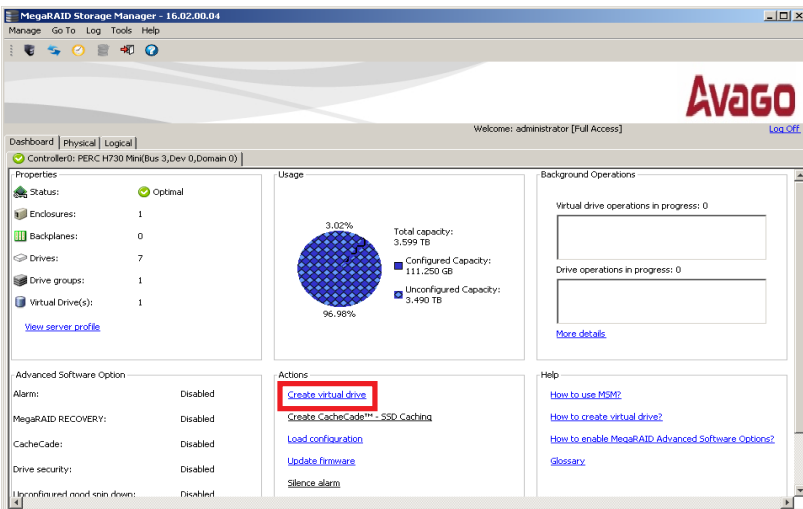 MegaRAID Storage Manager - 16.02.00.04
Manage Go To Log Tools Help
Avago
Welcome: administrator [Full Access]
Log Off
Dashboard Physical Logical
Controller0: PERC H730 Mini(Bus 3,Dev 0,Domain 0)
Properties
Status: Optimal
Enclosures: 1
Backplanes: 0
Drives: 7
Drive groups: 1
Virtual Drive(s): 1
View server profile
Usage
3.02%
96.98%
Total capacity:
3.599 TB
Configured Capacity:
111.250 GB
Unconfigured Capacity:
3.490 TB
Background Operations
Virtual drive operations in progress: 0
Drive operations in progress: 0
More details
Advanced Software Option
Alarm: Disabled
MegaRAID RECOVERY: Disabled
CacheCade: Disabled
Drive security: Disabled
Unconfigured good spin down: Disabled
Actions
Create virtual drive
Create CacheCade™ - SSD Caching
Load configuration
Update firmware
Silence alarm
Help
How to use MSM?
How to create virtual drive?
How to enable MegaRAID Advanced Software Options?
Glossary